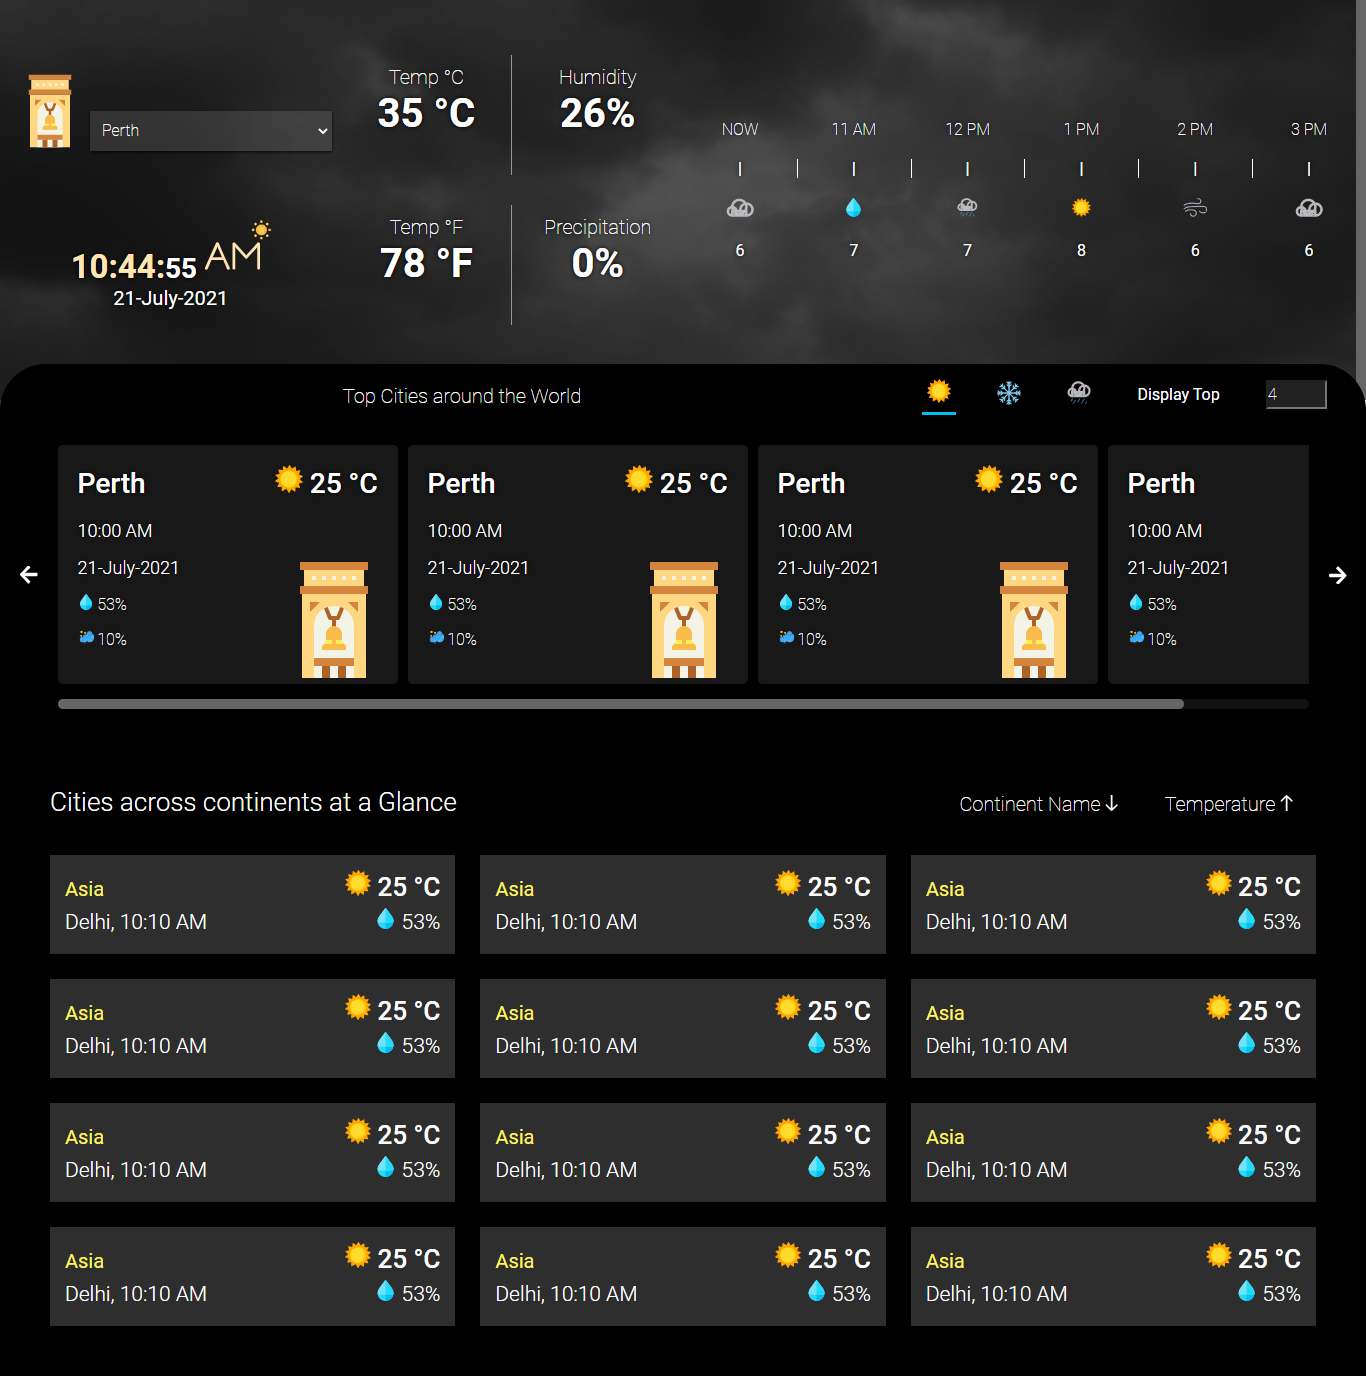 Perth
10:44:55 AM
21-July-2021
Temp °C
35 °C
Humidity
26%
Temp °F
78 °F
Precipitation
0%
NOW 11 AM 12 PM 1 PM 2 PM 3 PM
6 7 7 8 6 6
Top Cities around the World
Display Top
4
Perth 25 °C
10:00 AM
21-July-2021
53%
10%
Perth 25 °C
10:00 AM
21-July-2021
53%
10%
Perth 25 °C
10:00 AM
21-July-2021
53%
10%
Perth
10:00 AM
21-July-2021
53%
10%
Cities across continents at a Glance
Continent Name
Temperature
Asia 25 °C
Delhi, 10:10 AM 53%
Asia 25 °C
Delhi, 10:10 AM 53%
Asia 25 °C
Delhi, 10:10 AM 53%
Asia 25 °C
Delhi, 10:10 AM 53%
Asia 25 °C
Delhi, 10:10 AM 53%
Asia 25 °C
Delhi, 10:10 AM 53%
Asia 25 °C
Delhi, 10:10 AM 53%
Asia 25 °C
Delhi, 10:10 AM 53%
Asia 25 °C
Delhi, 10:10 AM 53%
Asia 25 °C
Delhi, 10:10 AM 53%
Asia 25 °C
Delhi, 10:10 AM 53%
Asia 25 °C
Delhi, 10:10 AM 53%